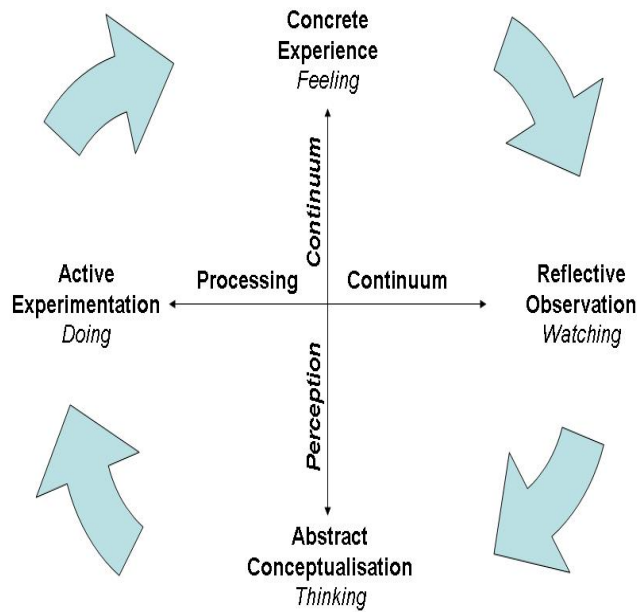 Concrete
Experience
Feeling
Continuum
Active
Experimentation
Doing
Processing
Continuum
Reflective
Observation
Watching
Perception
Abstract
Conceptualisation
Thinking